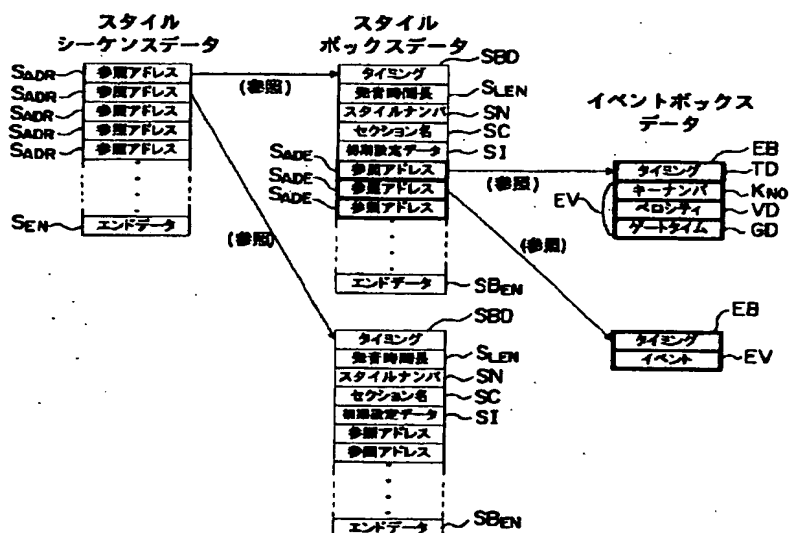 スタイル
シーケンスデータ
SADR
参照アドレス
SADR
参照アドレス
SADR
参照アドレス
SADR
参照アドレス
SADR
参照アドレス
SEN
エンドデータ
(参照)
(参照)
スタイル
ボックスデータ
SBD
タイミング
発音時間長
SLEN
スタイルナンバ
SN
セクション名
SC
初期設定データ
SI
SADE
参照アドレス
SADE
参照アドレス
SADE
参照アドレス
エンドデータ
SBEN
(参照)
(参照)
イベントボックス
データ
EB
タイミング
TD
EV
キーナンバ
KNO
ベロシティ
VD
ゲートタイム
GD
EB
タイミング
イベント
EV
SBD
タイミング
発音時間長
SLEN
スタイルナンバ
SN
セクション名
SC
初期設定データ
SI
参照アドレス
参照アドレス
エンドデータ
SBEN